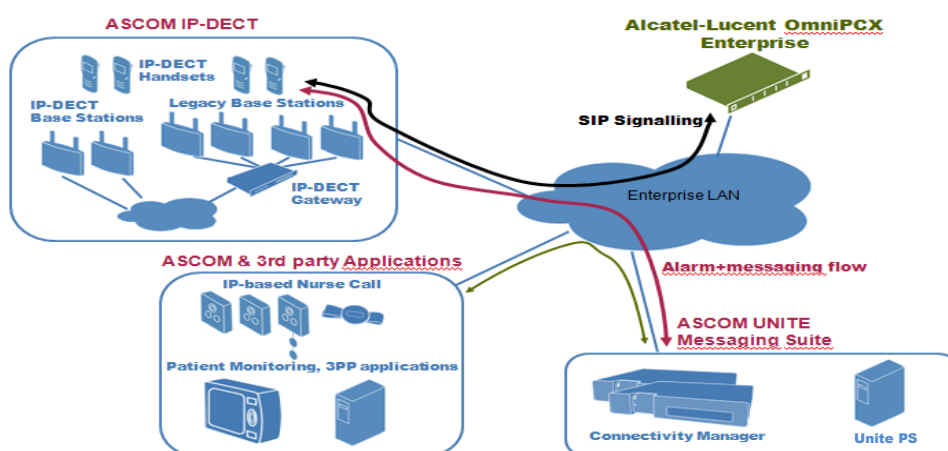 ASCOM IP-DECT
Alcatel-Lucent OmniPCX
Enterprise
IP-DECT
Handsets
IP-DECT
Base Stations
Legacy Base Stations
SIP Signalling
IP-DECT
Gateway
Enterprise LAN
ASCOM & 3rd party Applications
Alarm+messaging flow
IP-based Nurse Call
ASCOM UNITE
Messaging Suite
Patient Monitoring, 3PP applications
Connectivity Manager
Unite PS